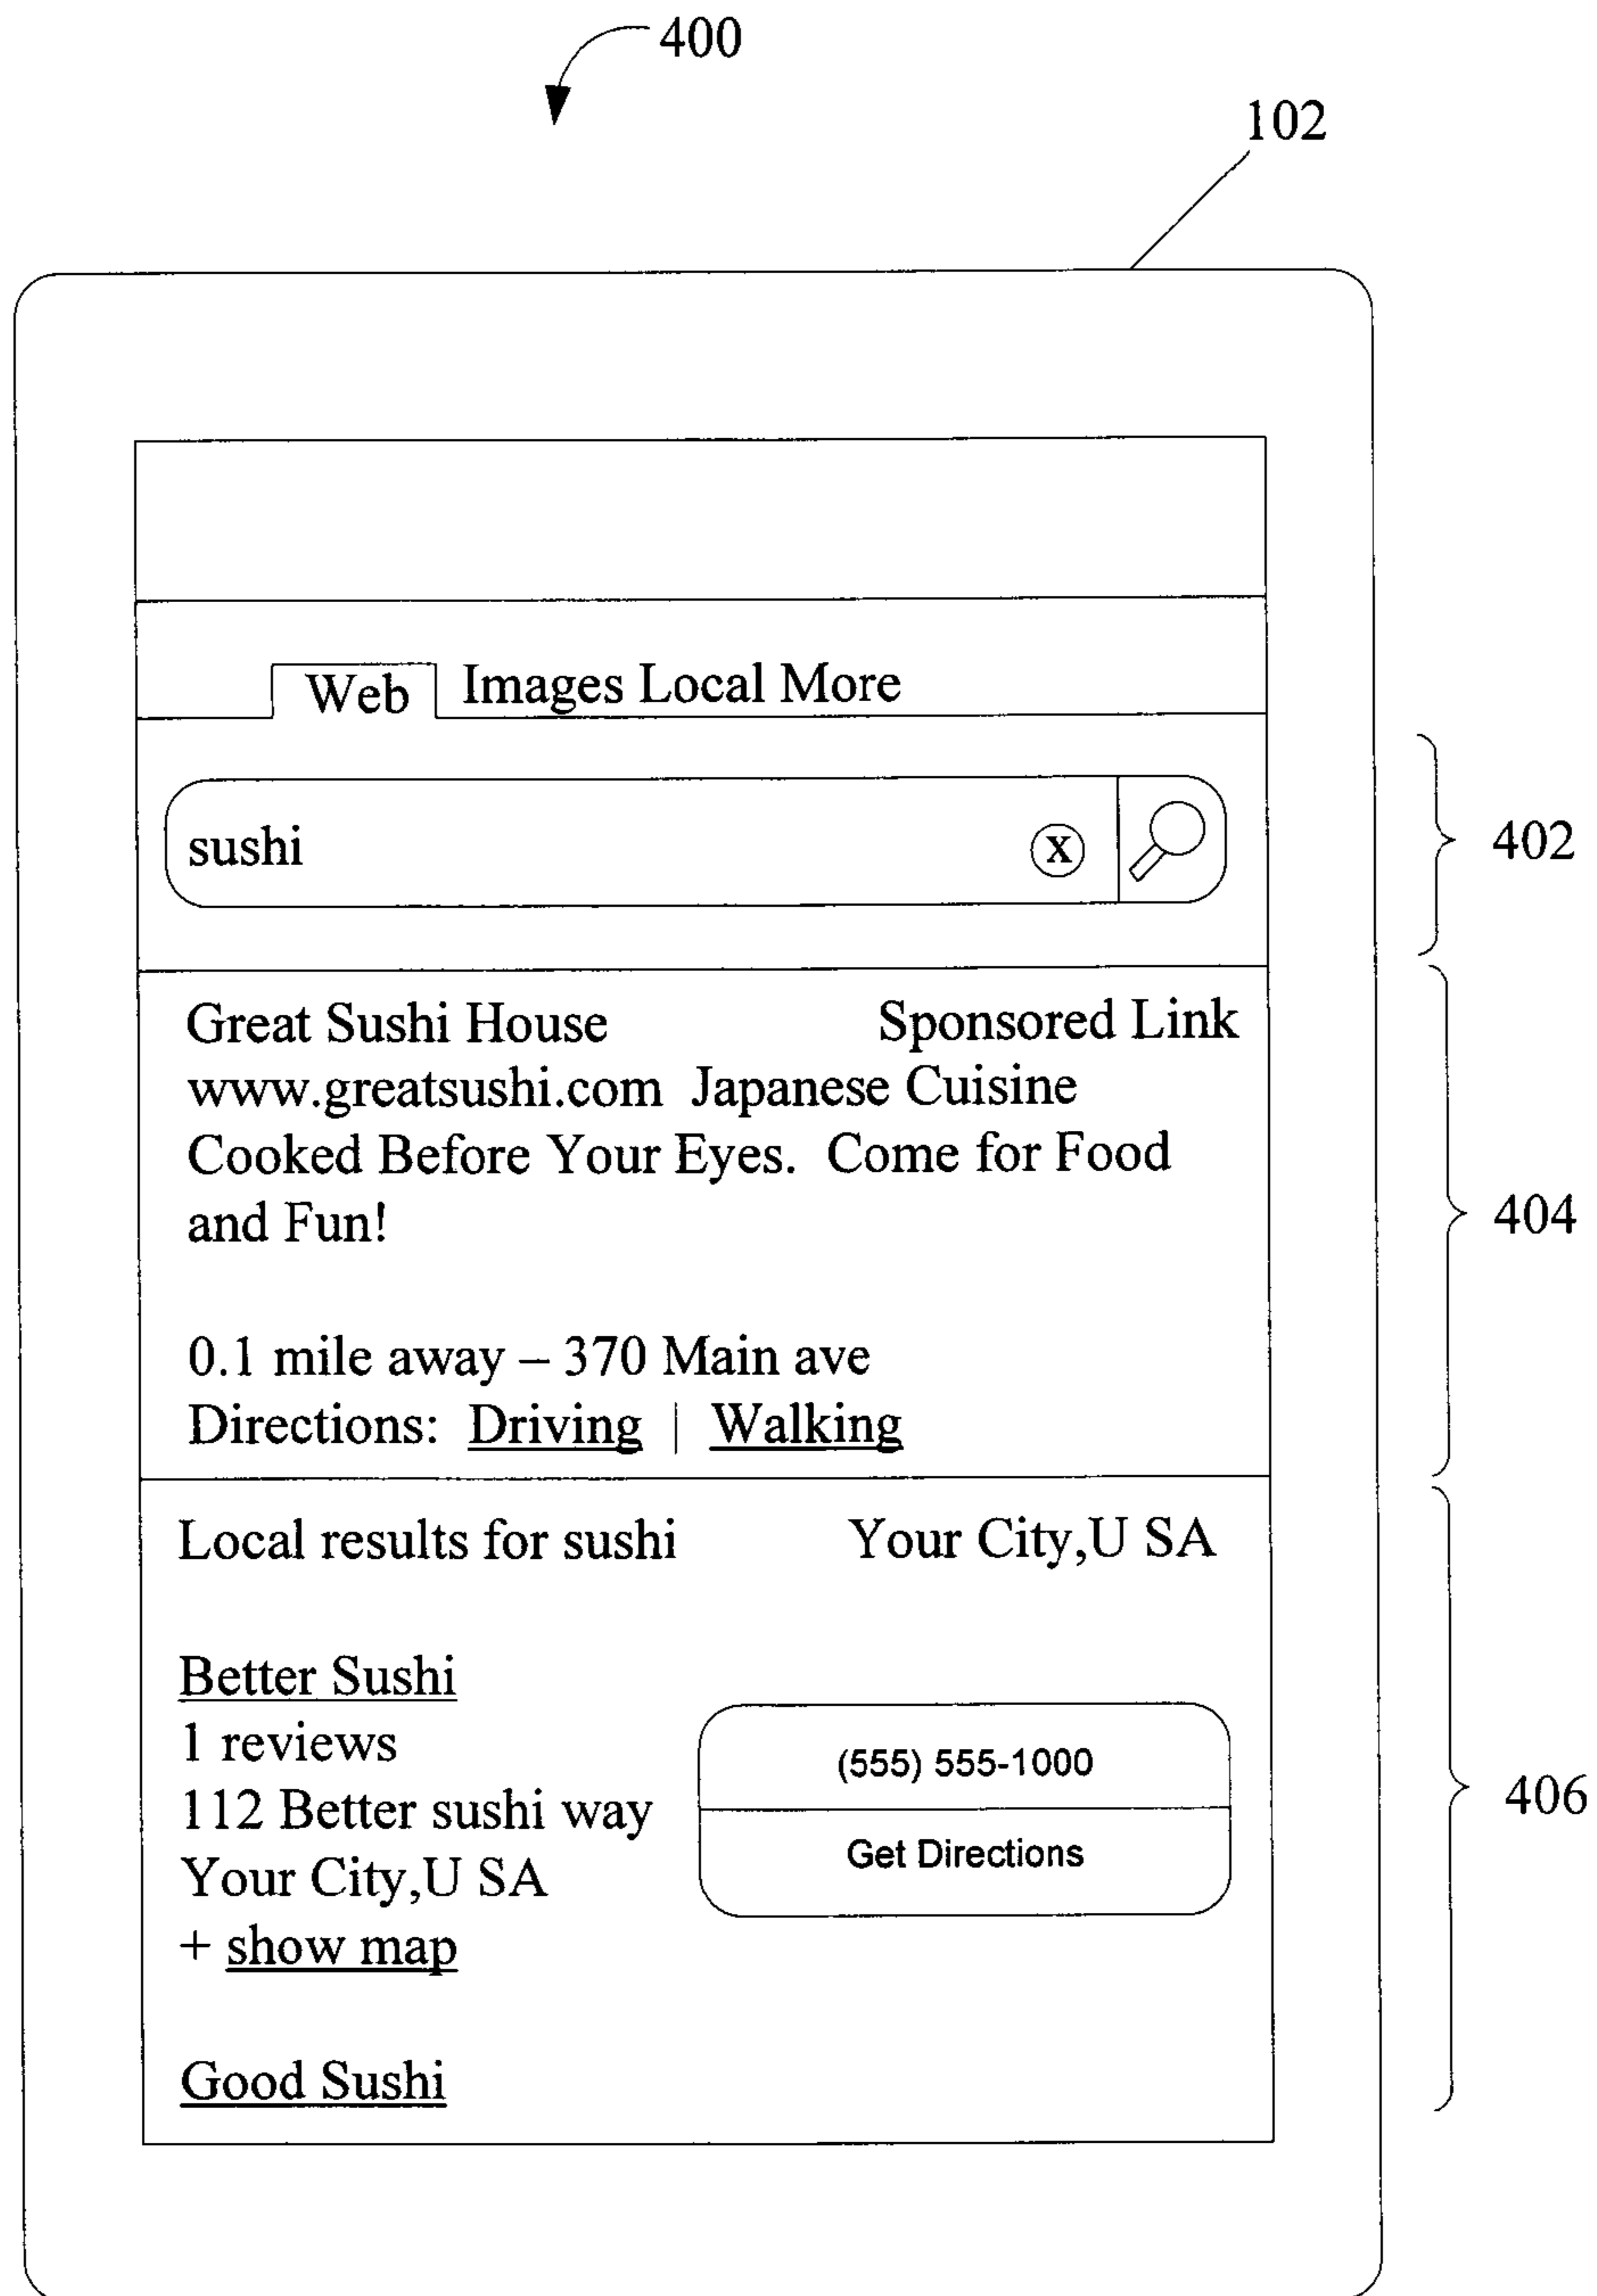 400
102
Web Images Local More
sushi X
402
Great Sushi House Sponsored Link
www.greatsushi.com Japanese Cuisine
Cooked Before Your Eyes. Come for Food
and Fun!
404
0.1 mile away – 370 Main ave
Directions: Driving | Walking
Local results for sushi Your City,U SA
Better Sushi
1 reviews
(555) 555-1000
112 Better sushi way
406
Get Directions
Your City,U SA
+ show map
Good Sushi